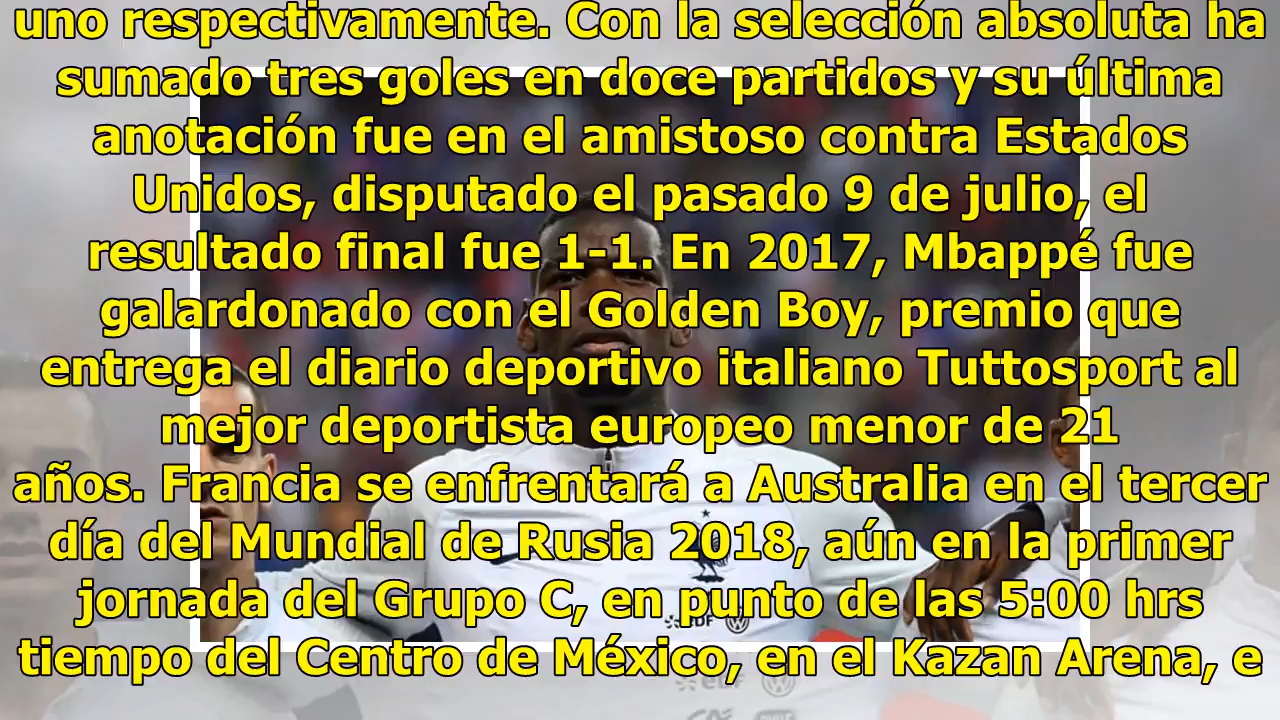 uno respectivamente. Con la selección absoluta ha
sumado tres goles en doce partidos y su última
anotación fue en el amistoso contra Estados
Unidos, disputado el pasado 9 de julio, el
resultado final fue 1-1. En 2017, Mbappé fue
galardonado con el Golden Boy, premio que
entrega el diario deportivo italiano Tuttosport al
mejor deportista europeo menor de 21
años. Francia se enfrentará a Australia en el tercer
día del Mundial de Rusia 2018, aún en la primer
jornada del Grupo C, en punto de las 5:00 hrs
tiempo del Centro de México, en el Kazan Arena, e